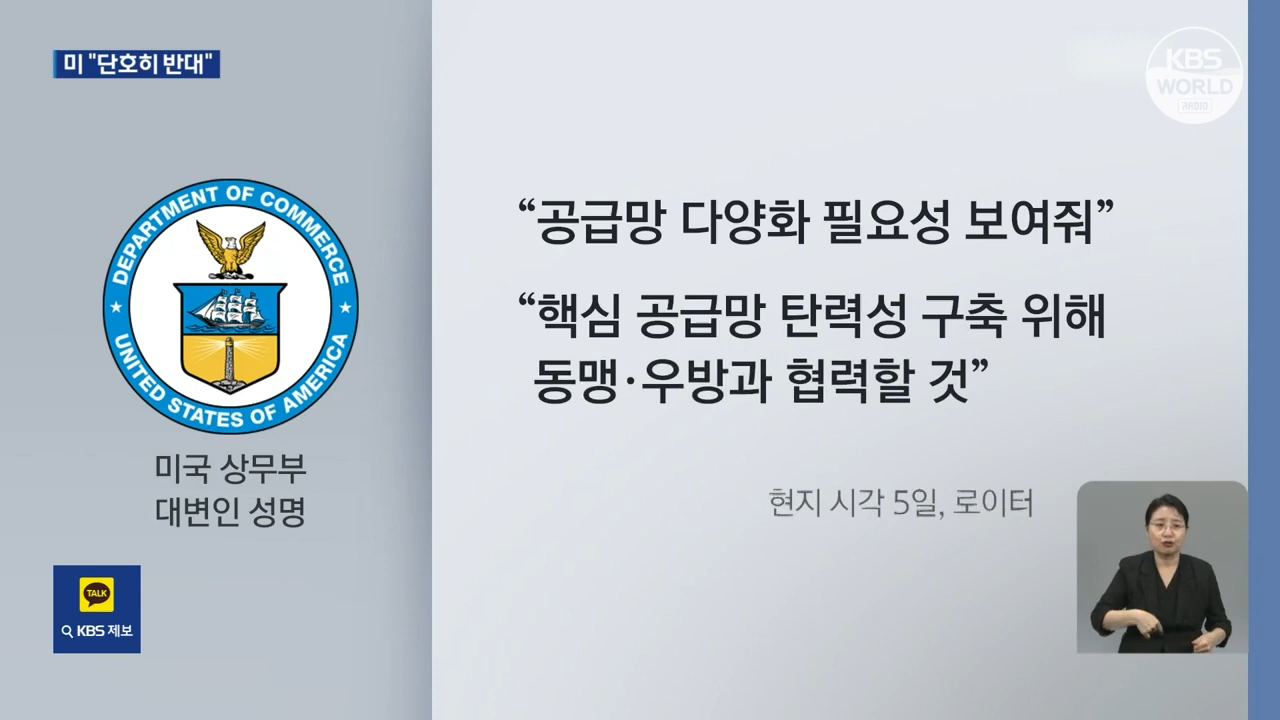 미 "단호히 반대"
KBS
WORLD
RADIO
DEPARTMENT OF COMMERCE
UNITED STATES OF AMERICA
미국 상무부
대변인 성명
“공급망 다양화 필요성 보여줘”
“핵심 공급망 탄력성 구축 위해
동맹·우방과 협력할 것”
현지 시각 5일, 로이터
TALK
KBS 제보